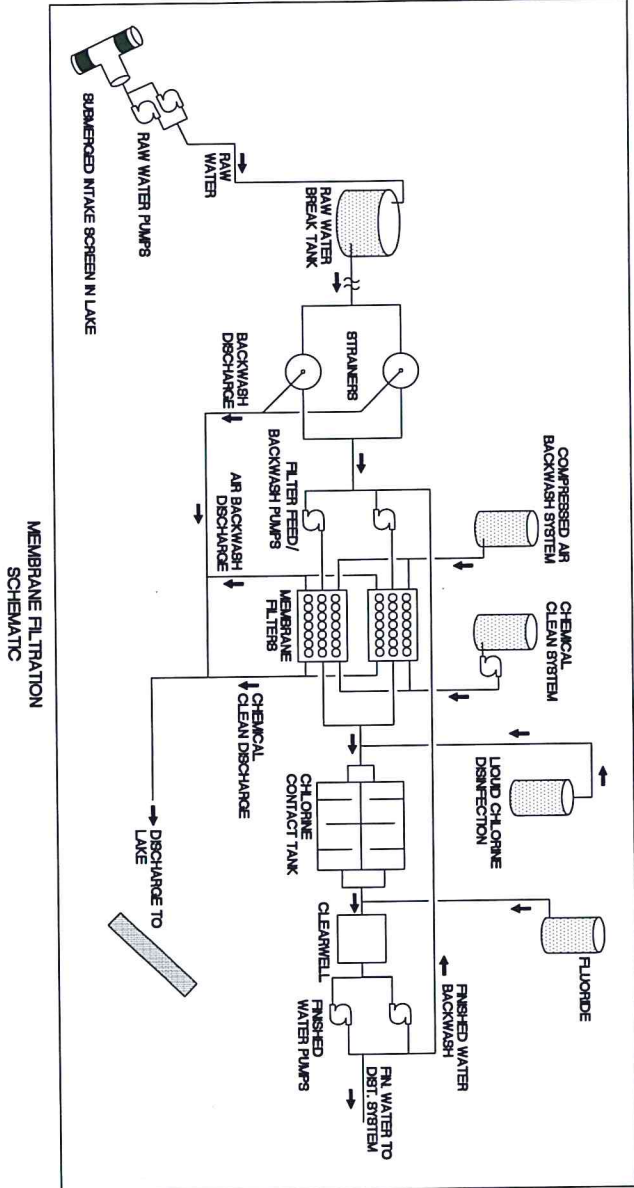 SUBMERGED INTAKE SCREEN IN LAKE
RAW WATER PUMPS
RAW
WATER
RAW WATER
BREAK TANK
STRAINERS
BACKWASH
DISCHARGE
FILTER FEED/
BACKWASH PUMPS
AIR BACKWASH
DISCHARGE
COMPRESSED AIR
BACKWASH SYSTEM
CHEMICAL
CLEAN SYSTEM
MEMBRANE
FILTERS
CHEMICAL
CLEAN DISCHARGE
LIQUID CHLORINE
DISINFECTION
CHLORINE
CONTACT TANK
DISCHARGE TO
LAKE
FLUORIDE
CLEARWELL
FINISHED WATER
BACKWASH
FINISHED
WATER PUMPS
FIN. WATER TO
DIST. SYSTEM
MEMBRANE FILTRATION
SCHEMATIC